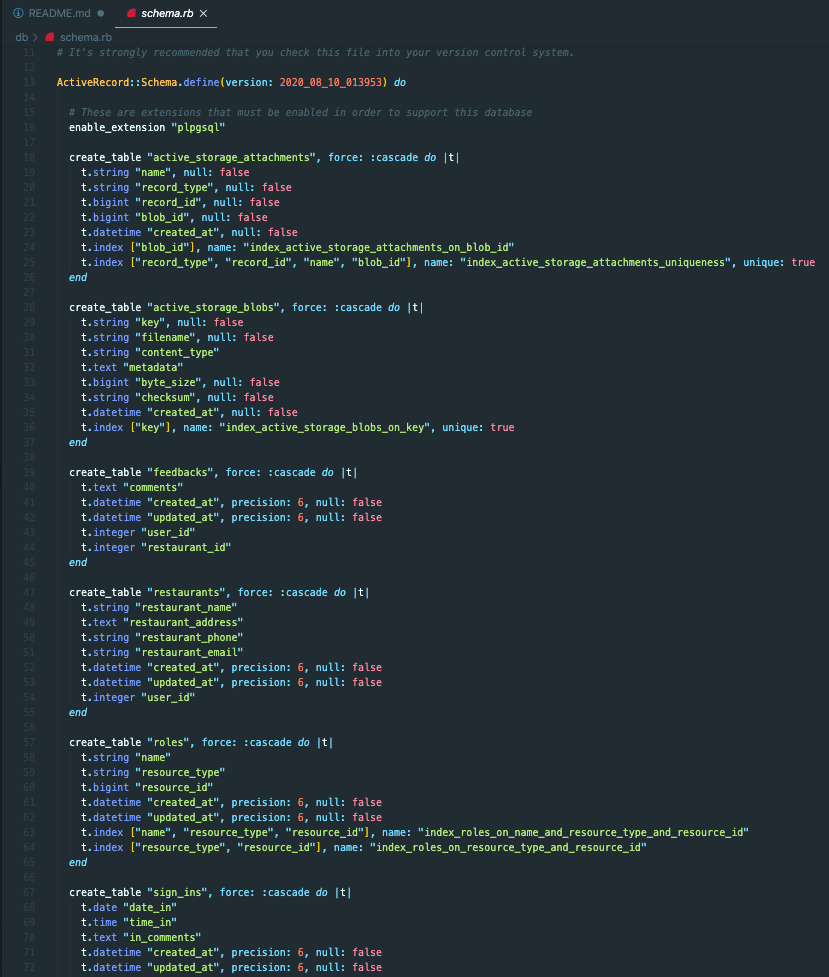 README.md
schema.rb
db > schema.rb
11 # It's strongly recommended that you check this file into your version control system.
12
13 ActiveRecord::Schema.define(version: 2020_08_10_013953) do
14
15   # These are extensions that must be enabled in order to support this database
16   enable_extension "plpgsql"
17
18   create_table "active_storage_attachments", force: :cascade do |t|
19     t.string "name", null: false
20     t.string "record_type", null: false
21     t.bigint "record_id", null: false
22     t.bigint "blob_id", null: false
23     t.datetime "created_at", null: false
24     t.index ["blob_id"], name: "index_active_storage_attachments_on_blob_id"
25     t.index ["record_type", "record_id", "name", "blob_id"], name: "index_active_storage_attachments_uniqueness", unique: true
26   end
27
28   create_table "active_storage_blobs", force: :cascade do |t|
29     t.string "key", null: false
30     t.string "filename", null: false
31     t.string "content_type"
32     t.text "metadata"
33     t.bigint "byte_size", null: false
34     t.string "checksum", null: false
35     t.datetime "created_at", null: false
36     t.index ["key"], name: "index_active_storage_blobs_on_key", unique: true
37   end
38
39   create_table "feedbacks", force: :cascade do |t|
40     t.text "comments"
41     t.datetime "created_at", precision: 6, null: false
42     t.datetime "updated_at", precision: 6, null: false
43     t.integer "user_id"
44     t.integer "restaurant_id"
45   end
46
47   create_table "restaurants", force: :cascade do |t|
48     t.string "restaurant_name"
49     t.text "restaurant_address"
50     t.string "restaurant_phone"
51     t.string "restaurant_email"
52     t.datetime "created_at", precision: 6, null: false
53     t.datetime "updated_at", precision: 6, null: false
54     t.integer "user_id"
55   end
56
57   create_table "roles", force: :cascade do |t|
58     t.string "name"
59     t.string "resource_type"
60     t.bigint "resource_id"
61     t.datetime "created_at", precision: 6, null: false
62     t.datetime "updated_at", precision: 6, null: false
63     t.index ["name", "resource_type", "resource_id"], name: "index_roles_on_name_and_resource_type_and_resource_id"
64     t.index ["resource_type", "resource_id"], name: "index_roles_on_resource_type_and_resource_id"
65   end
66
67   create_table "sign_ins", force: :cascade do |t|
68     t.date "date_in"
69     t.time "time_in"
70     t.text "in_comments"
71     t.datetime "created_at", precision: 6, null: false
72     t.datetime "updated_at", precision: 6, null: false